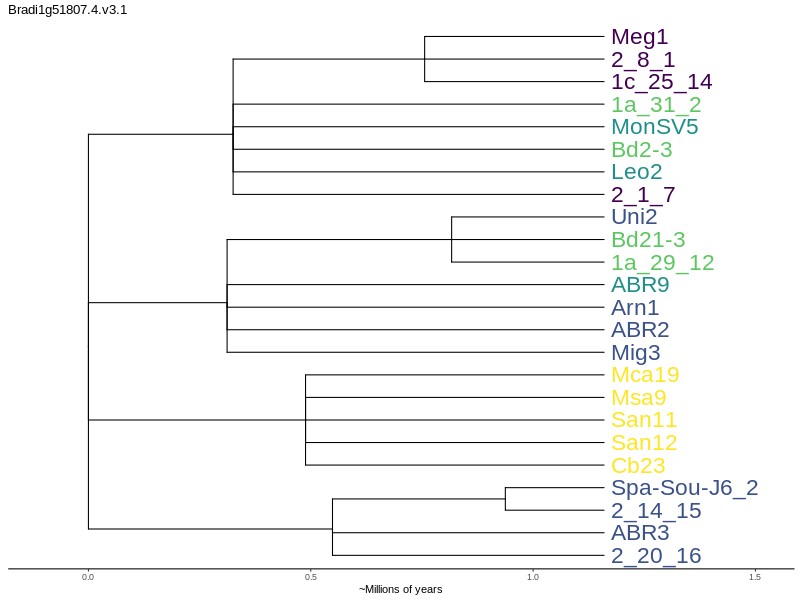 Bradi1g51807.4.v3.1
Meg1
2_8_1
1c_25_14
1a_31_2
MonSV5
Bd2-3
Leo2
2_1_7
Uni2
Bd21-3
1a_29_12
ABR9
Arn1
ABR2
Mig3
Mca19
Msa9
San11
San12
Cb23
Spa-Sou-J6_2
2_14_15
ABR3
2_20_16
0.0 0.5 1.0 1.5
~Millions of years